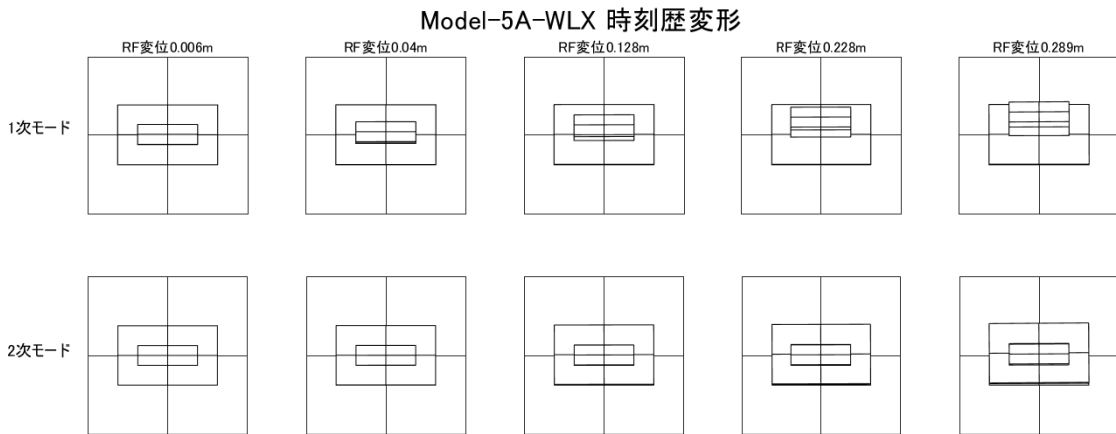 Model-5A-WLX 時刻歴変形
RF変位0.006m
RF変位0.04m
RF変位0.128m
RF変位0.228m
RF変位0.289m
1次モード
2次モード